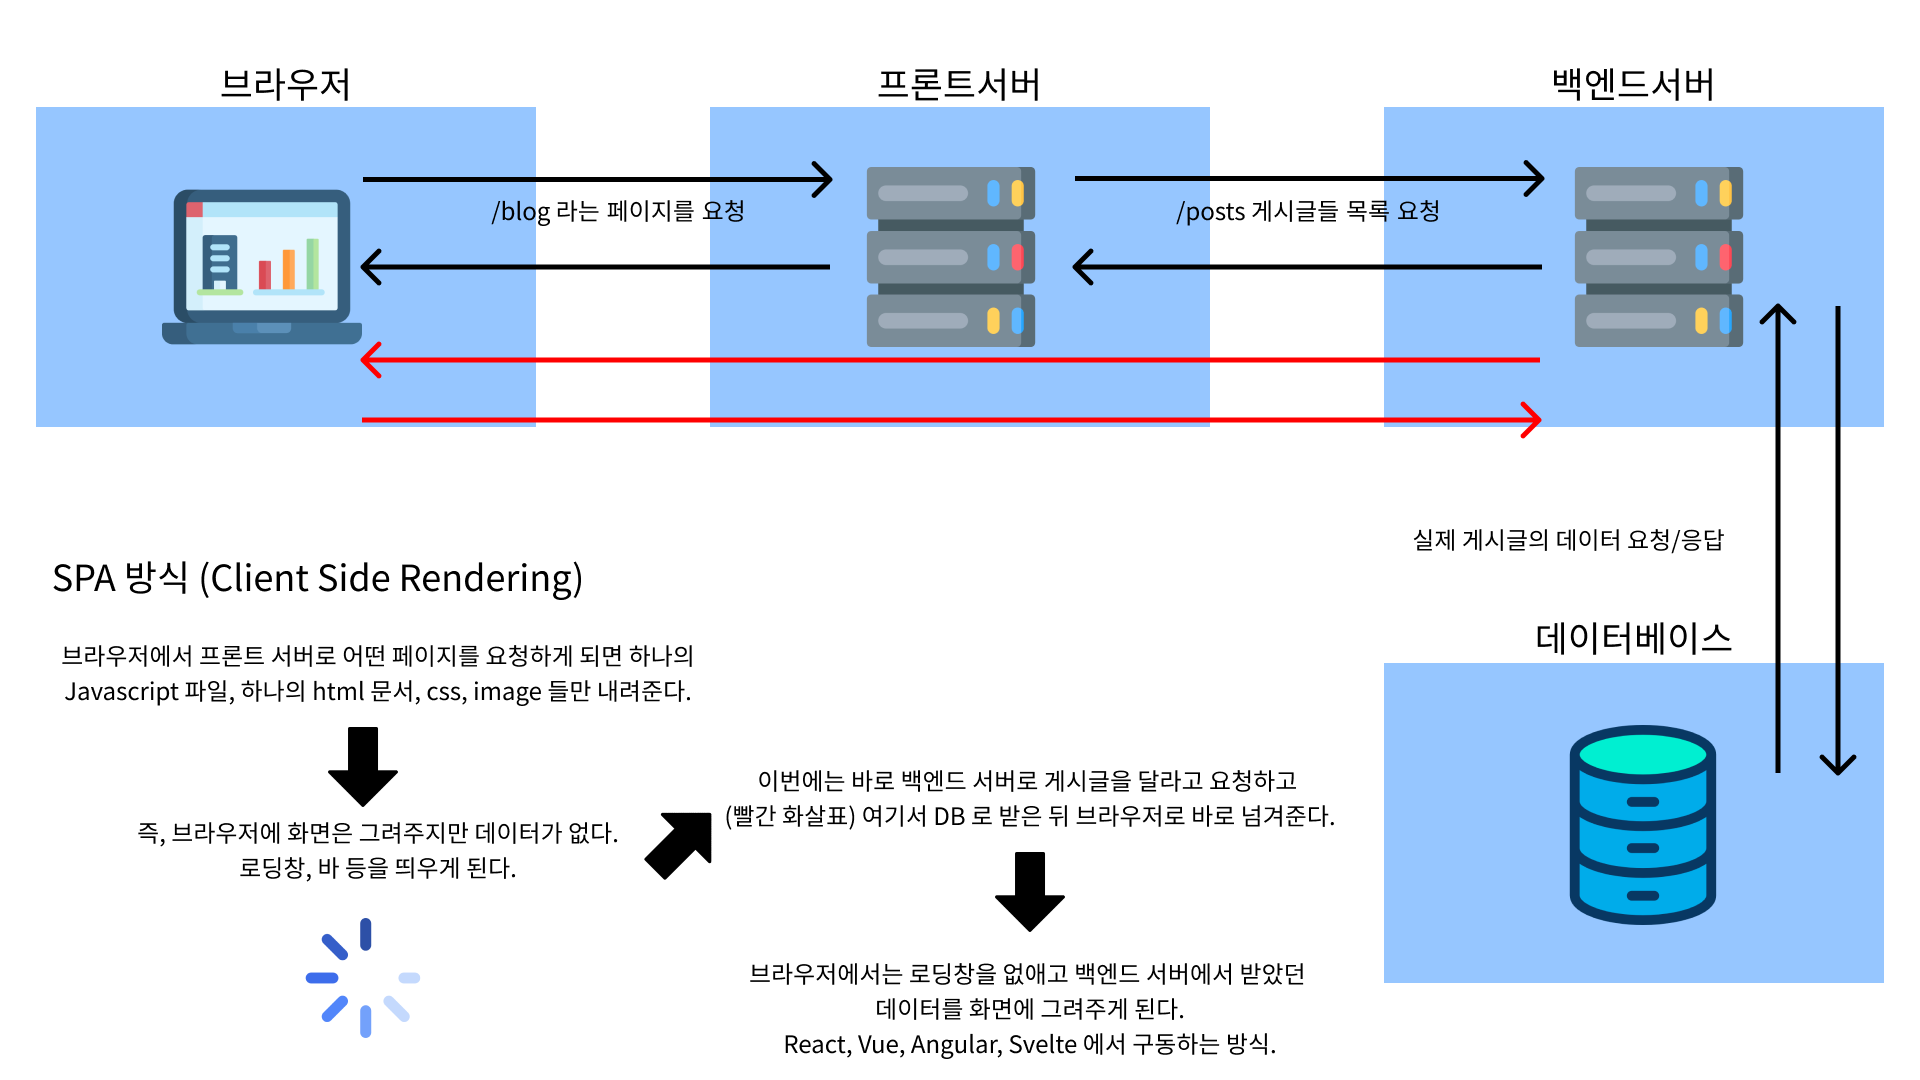 브라우저
프론트서버
백엔드서버
/blog 라는 페이지를 요청
/posts 게시글들 목록 요청
실제 게시글의 데이터 요청/응답
데이터베이스
SPA 방식 (Client Side Rendering)
브라우저에서 프론트 서버로 어떤 페이지를 요청하게 되면 하나의
Javascript 파일, 하나의 html 문서, css, image 들만 내려준다.
즉, 브라우저에 화면은 그려주지만 데이터가 없다.
로딩창, 바 등을 띄우게 된다.
이번에는 바로 백엔드 서버로 게시글을 달라고 요청하고
(빨간 화살표) 여기서 DB 로 받은 뒤 브라우저로 바로 넘겨준다.
브라우저에서는 로딩창을 없애고 백엔드 서버에서 받았던
데이터를 화면에 그려주게 된다.
React, Vue, Angular, Svelte 에서 구동하는 방식.